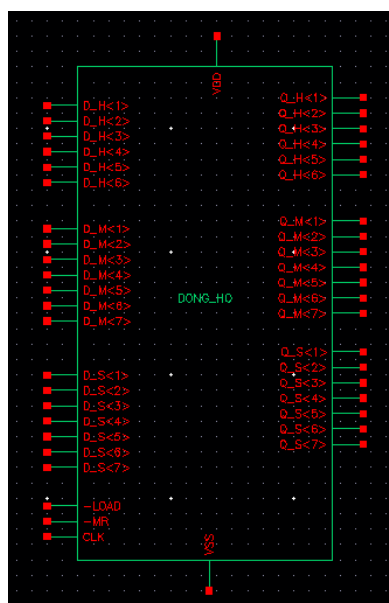 VDD
D_H<1>
D_H<2>
D_H<3>
D_H<4>
D_H<5>
D_H<6>
D_M<1>
D_M<2>
D_M<3>
D_M<4>
D_M<5>
D_M<6>
D_M<7>
D_S<1>
D_S<2>
D_S<3>
D_S<4>
D_S<5>
D_S<6>
D_S<7>
~LOAD
~MR
CLK
DONG_HO
Q_H<1>
Q_H<2>
Q_H<3>
Q_H<4>
Q_H<5>
Q_H<6>
Q_M<1>
Q_M<2>
Q_M<3>
Q_M<4>
Q_M<5>
Q_M<6>
Q_M<7>
Q_S<1>
Q_S<2>
Q_S<3>
Q_S<4>
Q_S<5>
Q_S<6>
Q_S<7>
VSS